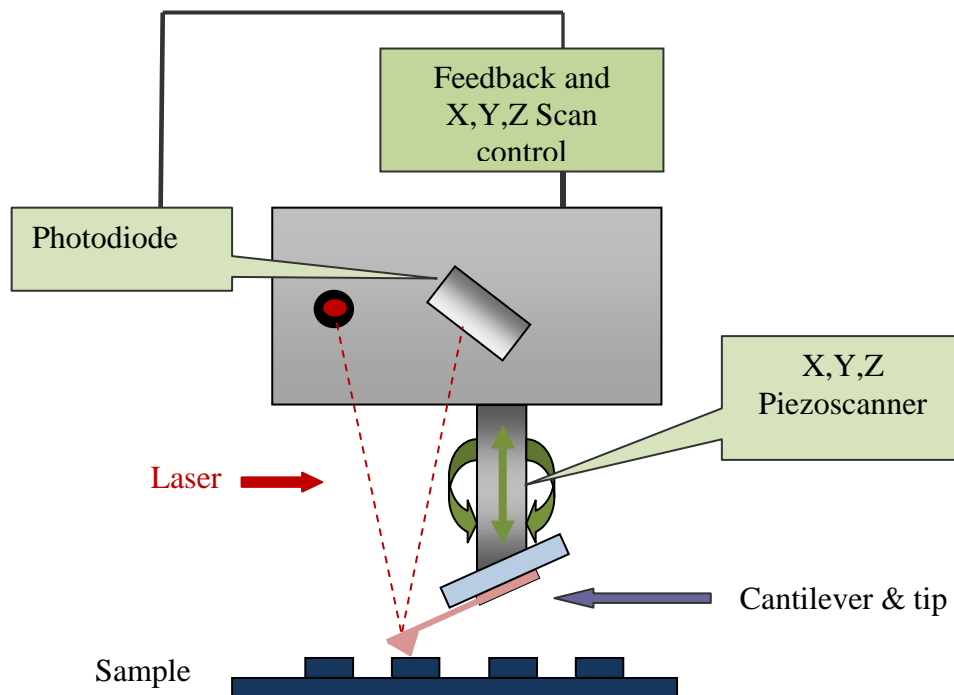 Feedback and
X,Y,Z Scan
control
Photodiode
X,Y,Z
Piezoscanner
Laser
Cantilever & tip
Sample